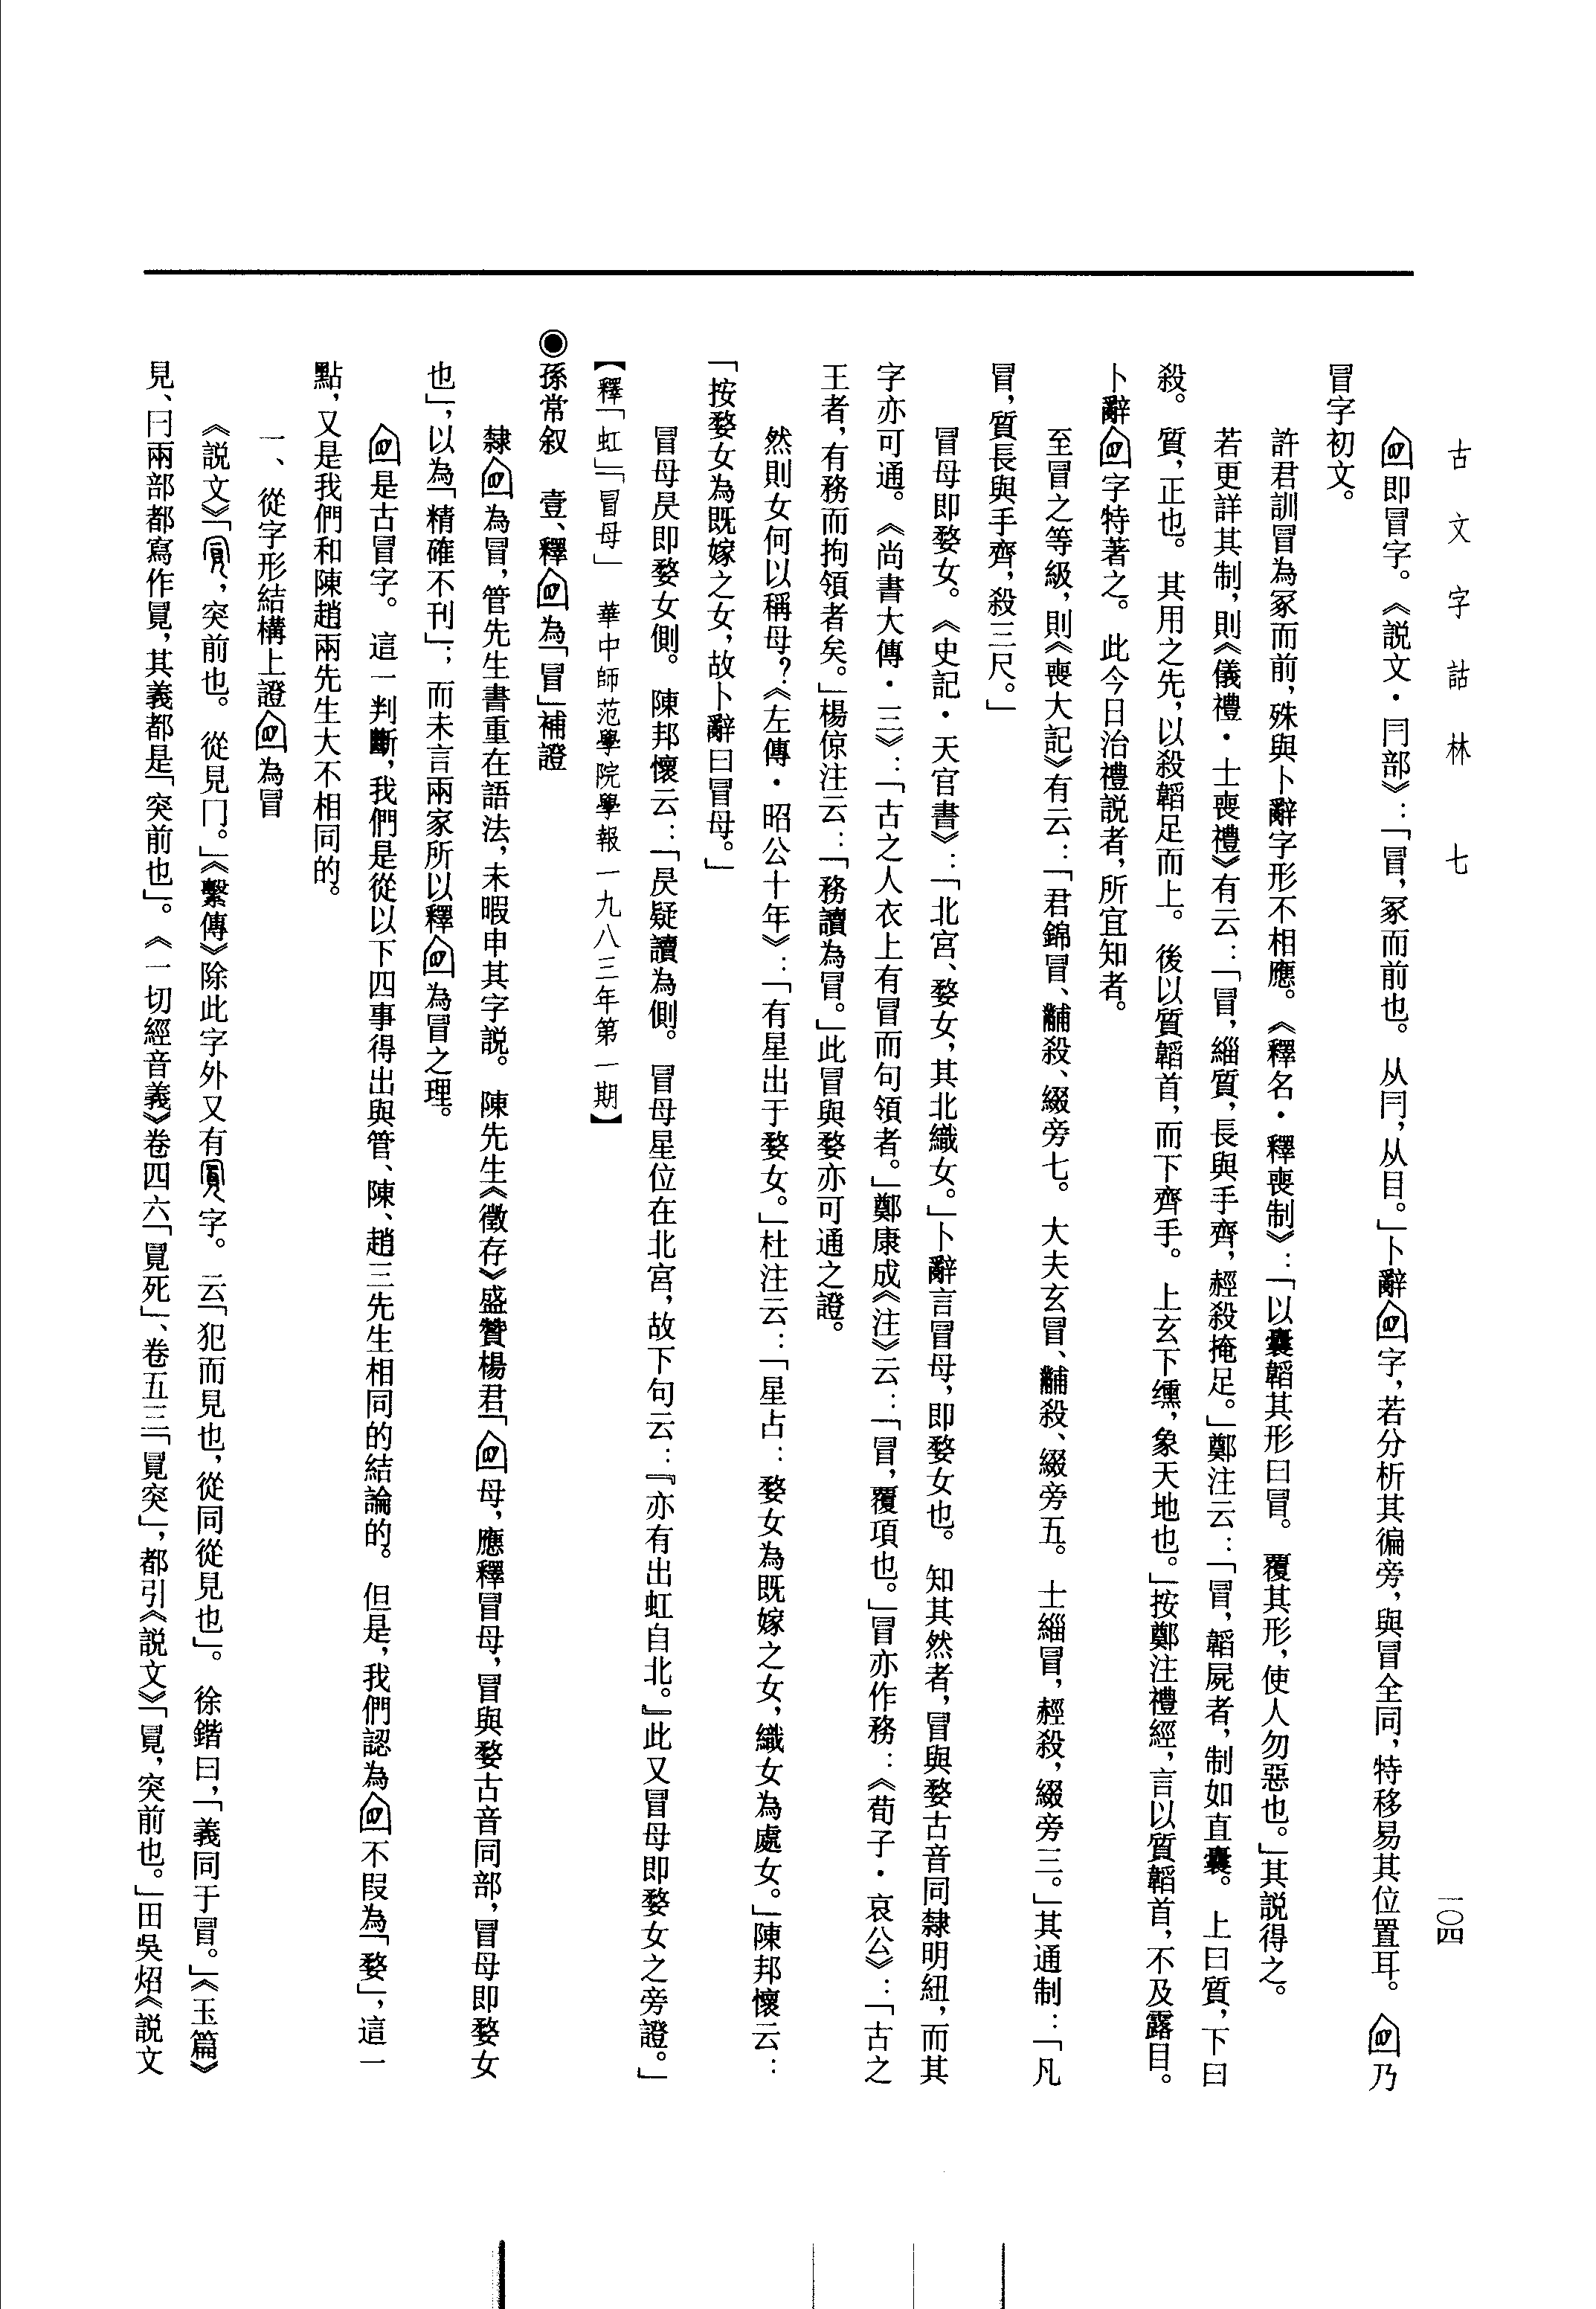 古文字詁林 七
一〇四
即冒字。《説文·冃部》：「冒，冡而前也。从冃，从目。」卜辭字，若分析其徧旁，與冒全同，特移易其位置耳。乃
冒字初文。
許君訓冒為冡而前，殊與卜辭字形不相應。《釋名·釋喪制》：「以囊韜其形曰冒。覆其形，使人勿惡也。」其説得之。
若更詳其制，則《儀禮·士喪禮》有云：「冒，緇質，長與手齊，䞓殺掩足。」鄭注云：「冒，韜屍者，制如直囊。上曰質，下曰
殺。質，正也。其用之先，以殺韜足而上。後以質韜首，而下齊手。上玄下纁，象天地也。」按鄭注禮經，言以質韜首，不及露目。
卜辭字特著之。此今日治禮説者，所宜知者。
至冒之等級，則《喪大記》有云：「君錦冒、黼殺、綴旁七。大夫玄冒、黼殺、綴旁五。士緇冒，䞓殺，綴旁三。」其通制：「凡
冒，質長與手齊，殺三尺。」
冒母即婺女。《史記·天官書》：「北宮、婺女，其北織女。」卜辭言冒母，即婺女也。知其然者，冒與婺古音同隸明紐，而其
字亦可通。《尚書大傳·三》：「古之人衣上有冒而句領者。」鄭康成《注》云：「冒，覆項也。」冒亦作務：《荀子·哀公》：「古之
王者，有務而拘領者矣。」楊倞注云：「務讀為冒。」此冒與婺亦可通之證。
然則女何以稱母？《左傳·昭公十年》：「有星出于婺女。」杜注云：「星占：婺女為既嫁之女，織女為處女。」陳邦懷云：
「按婺女為既嫁之女，故卜辭曰冒母。」
冒母昃即婺女側。陳邦懷云：「昃疑讀為側。冒母星位在北宮，故下句云：『亦有出虹自北。』此又冒母即婺女之旁證。」
【釋「虹」「冒母」 華中師范學院學報一九八三年第一期】
◉孫常叙 壹、釋為「冒」補證
隸為冒，管先生書重在語法，未暇申其字説。陳先生《徵存》盛贊楊君「母，應釋冒母，冒與婺古音同部，冒母即婺女
也」，以為「精確不刊」；而未言兩家所以釋為冒之理。
是古冒字。這一判斷，我們是從以下四事得出與管、陳、趙三先生相同的結論的。但是，我們認為不叚為「婺」，這一
點，又是我們和陳趙兩先生大不相同的。
一、從字形結構上證為冒
《説文》「，突前也。從見冂。」《繫傳》除此字外又有字。云「犯而見也，從同從見也」。徐鍇曰，「義同于冒。」《玉篇》
見、曰兩部都寫作覓，其義都是「突前也」。《一切經音義》卷四六「覓死」、卷五三「覓突」，都引《説文》「覓，突前也。」田吳炤《説文